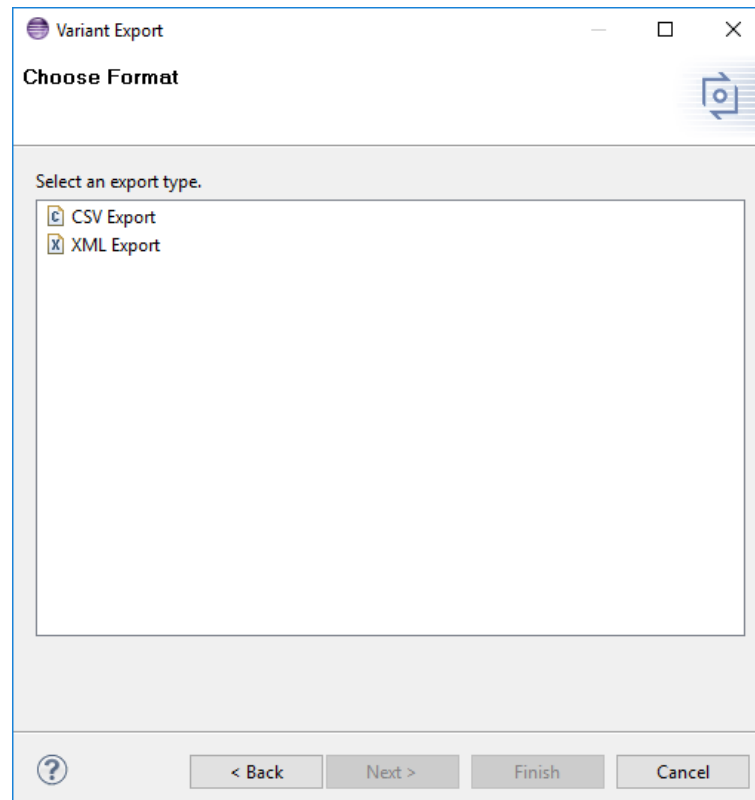 Variant Export
Choose Format
Select an export type.
C CSV Export
X XML Export
?
< Back
Next >
Finish
Cancel